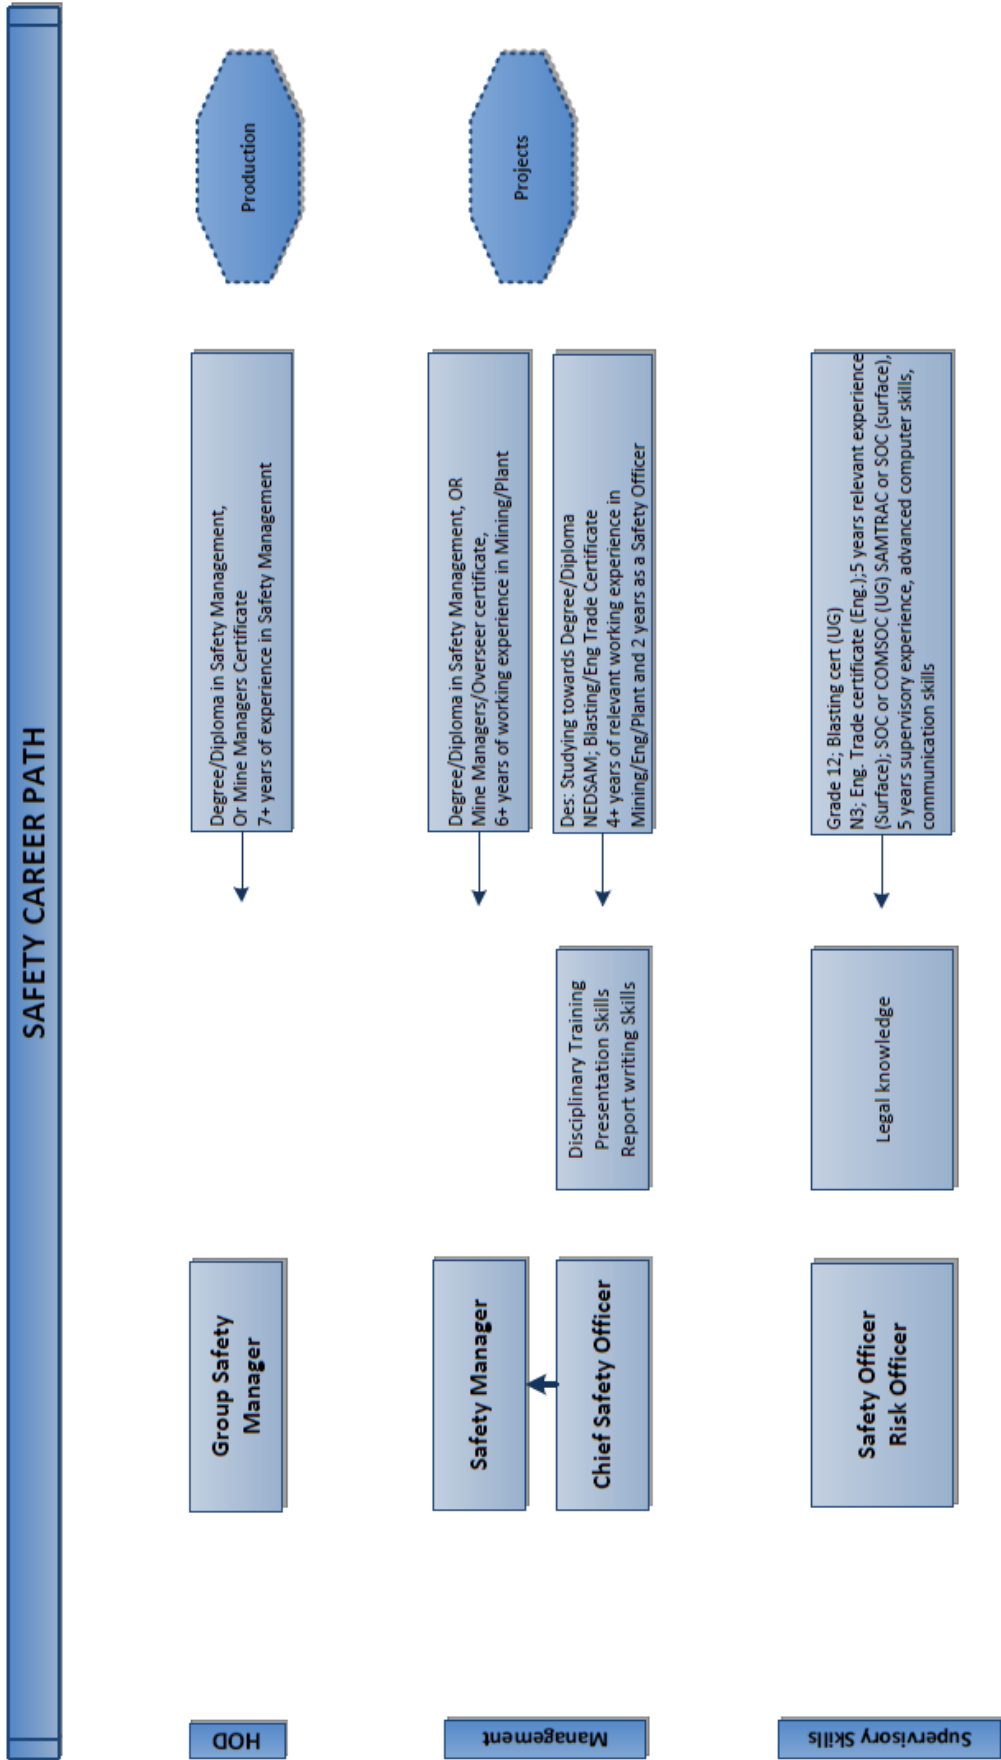 SAFETY CAREER PATH
HOD
Group Safety
Manager
Degree/Diploma in Safety Management,
Or Mine Managers Certificate
7+ years of experience in Safety Management
Production
Management
Safety Manager
Degree/Diploma in Safety Management, OR
Mine Managers/Overseer certificate,
6+ years of working experience in Mining/Plant
Projects
Chief Safety Officer
Disciplinary Training
Presentation Skills
Report writing Skills
Des: Studying towards Degree/Diploma
NEDSAM; Blasting/Eng Trade Certificate
4+ years of relevant working experience in
Mining/Eng/Plant and 2 years as a Safety Officer
Supervisory Skills
Safety Officer
Risk Officer
Legal knowledge
Grade 12; Blasting cert (UG)
N3; Eng. Trade certificate (Eng.);5 years relevant experience
(Surface); SOC or COMSOC (UG) SAMTRAC or SOC (surface),
5 years supervisory experience, advanced computer skills,
communication skills